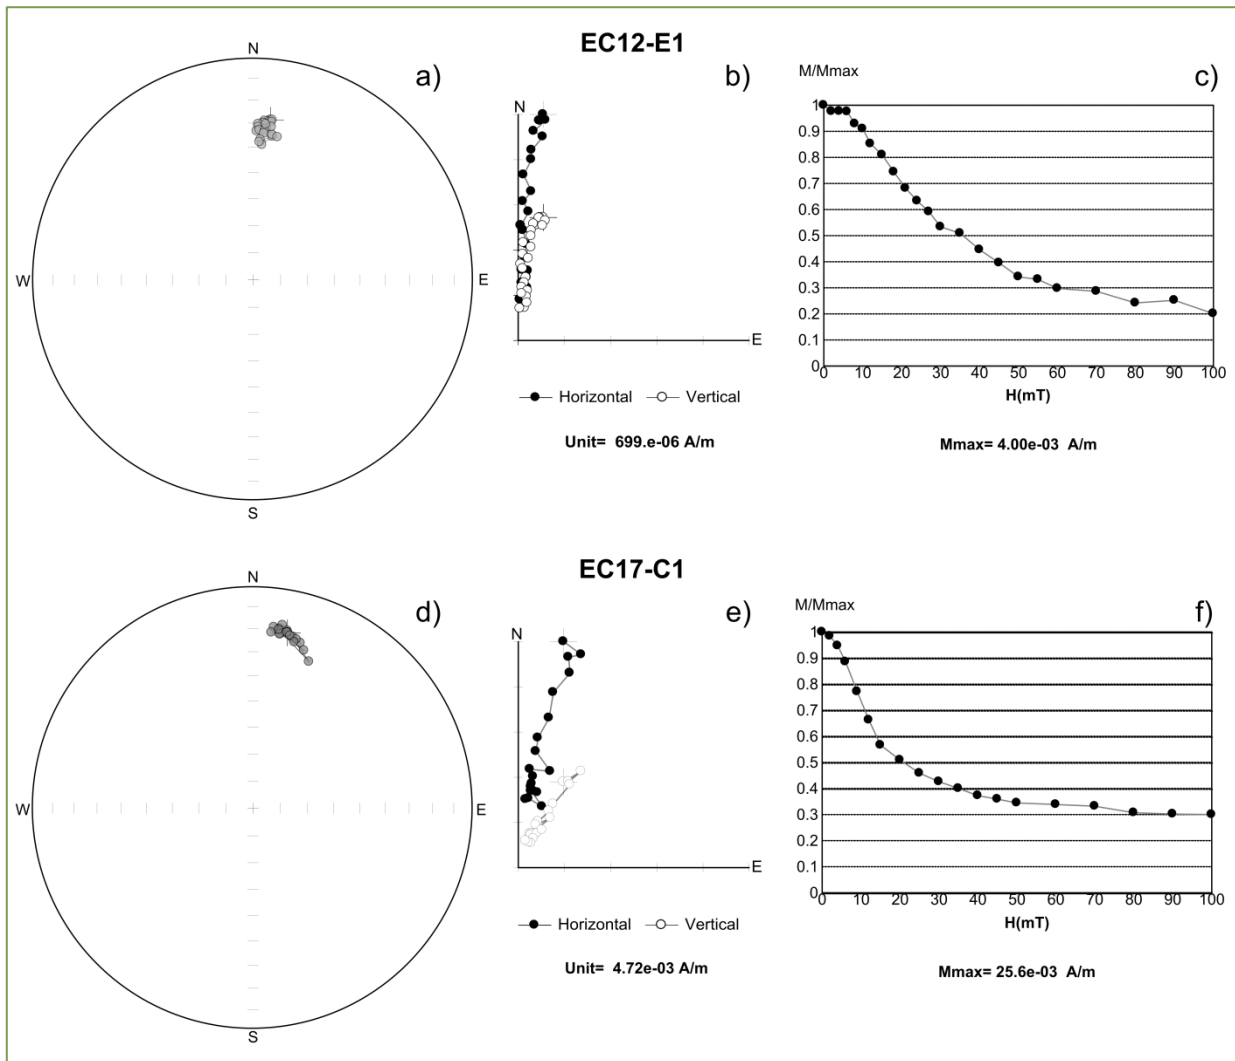 EC12-E1
a)
N
W
E
S
b)
N
E
Horizontal Vertical
Unit= 699.e-06 A/m
c)
M/Mmax
1
0.9
0.8
0.7
0.6
0.5
0.4
0.3
0.2
0.1
0
0 10 20 30 40 50 60 70 80 90 100
H(mT)
Mmax= 4.00e-03 A/m
EC17-C1
d)
N
W
E
S
e)
N
E
Horizontal Vertical
Unit= 4.72e-03 A/m
f)
M/Mmax
1
0.9
0.8
0.7
0.6
0.5
0.4
0.3
0.2
0.1
0
0 10 20 30 40 50 60 70 80 90 100
H(mT)
Mmax= 25.6e-03 A/m